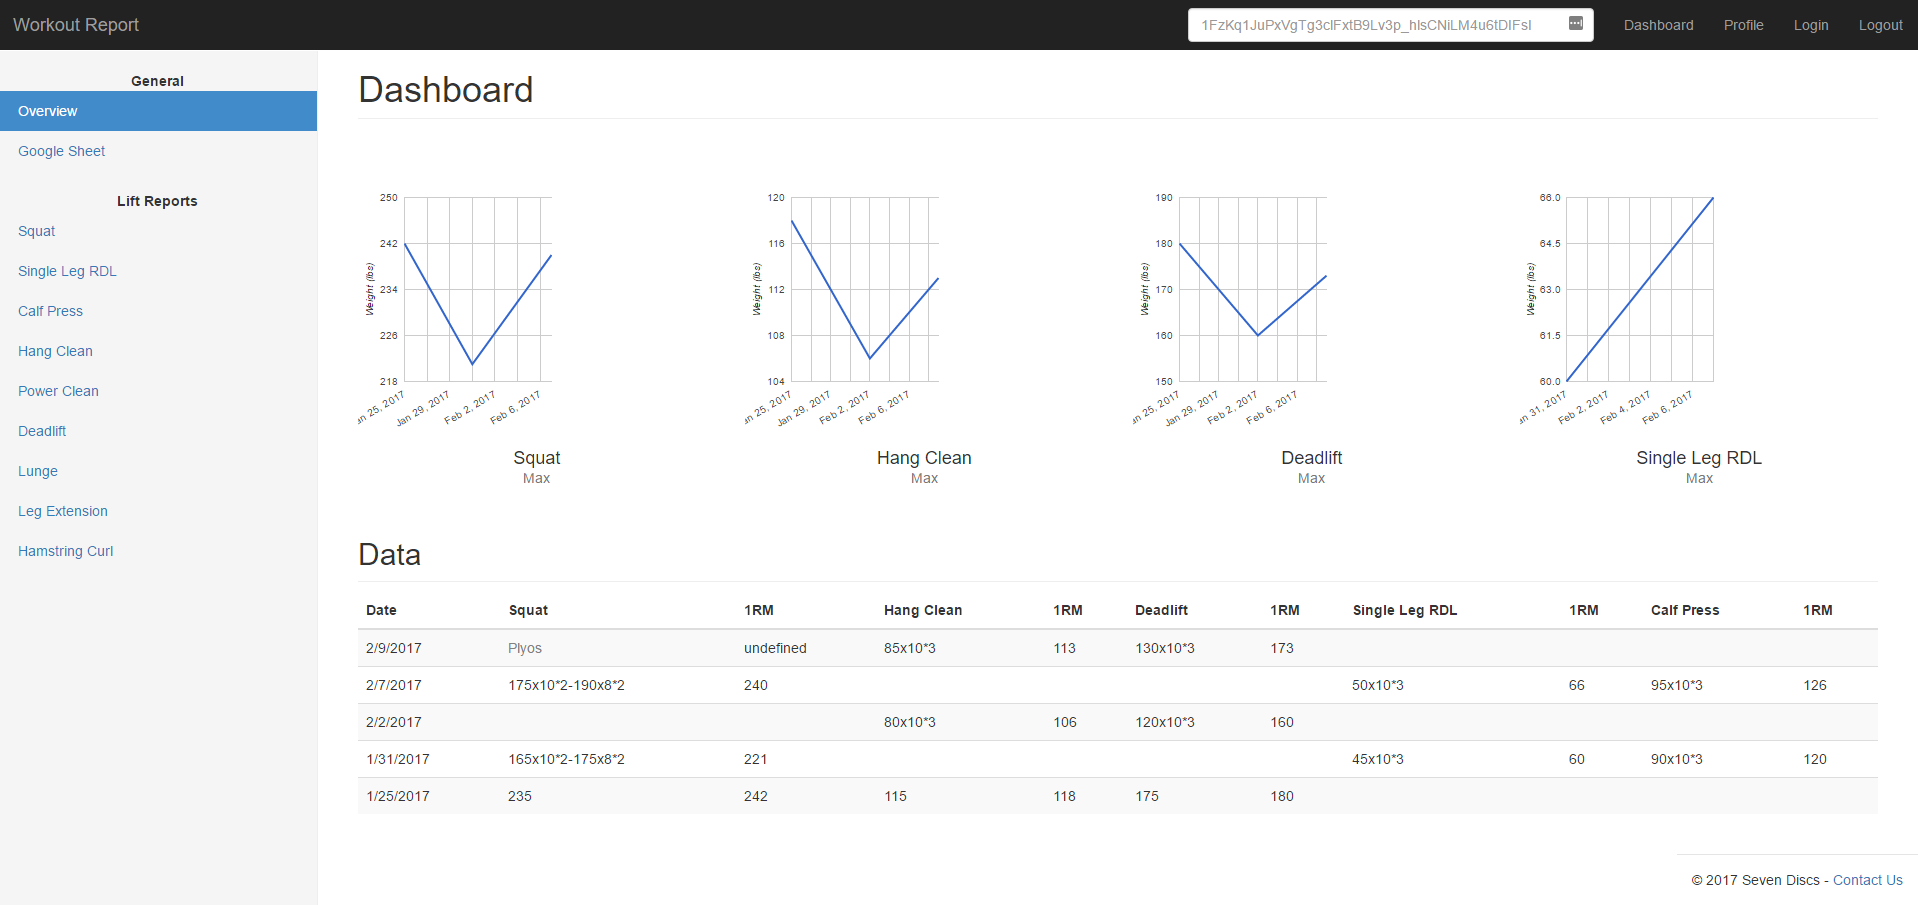 Workout Report
1FzKq1JuPxVgTg3cIFxtB9Lv3p_hIsCNiLM4u6tDIFsI
Dashboard Profile Login Logout
General
Overview
Google Sheet
Lift Reports
Squat
Single Leg RDL
Calf Press
Hang Clean
Power Clean
Deadlift
Lunge
Leg Extension
Hamstring Curl
Dashboard
Weight (lbs)
250
242
234
226
218
an 25, 2017 Jan 29, 2017 Feb 2, 2017 Feb 6, 2017
Squat
Max
Weight (lbs)
120
116
112
108
104
an 25, 2017 Jan 29, 2017 Feb 2, 2017 Feb 6, 2017
Hang Clean
Max
Weight (lbs)
190
180
170
160
150
an 25, 2017 Jan 29, 2017 Feb 2, 2017 Feb 6, 2017
Deadlift
Max
Weight (lbs)
66.0
64.5
63.0
61.5
60.0
an 31, 2017 Feb 2, 2017 Feb 4, 2017 Feb 6, 2017
Single Leg RDL
Max
Data
Date Squat 1RM Hang Clean 1RM Deadlift 1RM Single Leg RDL 1RM Calf Press 1RM
2/9/2017 Plyos undefined 85x10*3 113 130x10*3 173
2/7/2017 175x10*2-190x8*2 240 50x10*3 66 95x10*3 126
2/2/2017 80x10*3 106 120x10*3 160
1/31/2017 165x10*2-175x8*2 221 45x10*3 60 90x10*3 120
1/25/2017 235 242 115 118 175 180
© 2017 Seven Discs - Contact Us